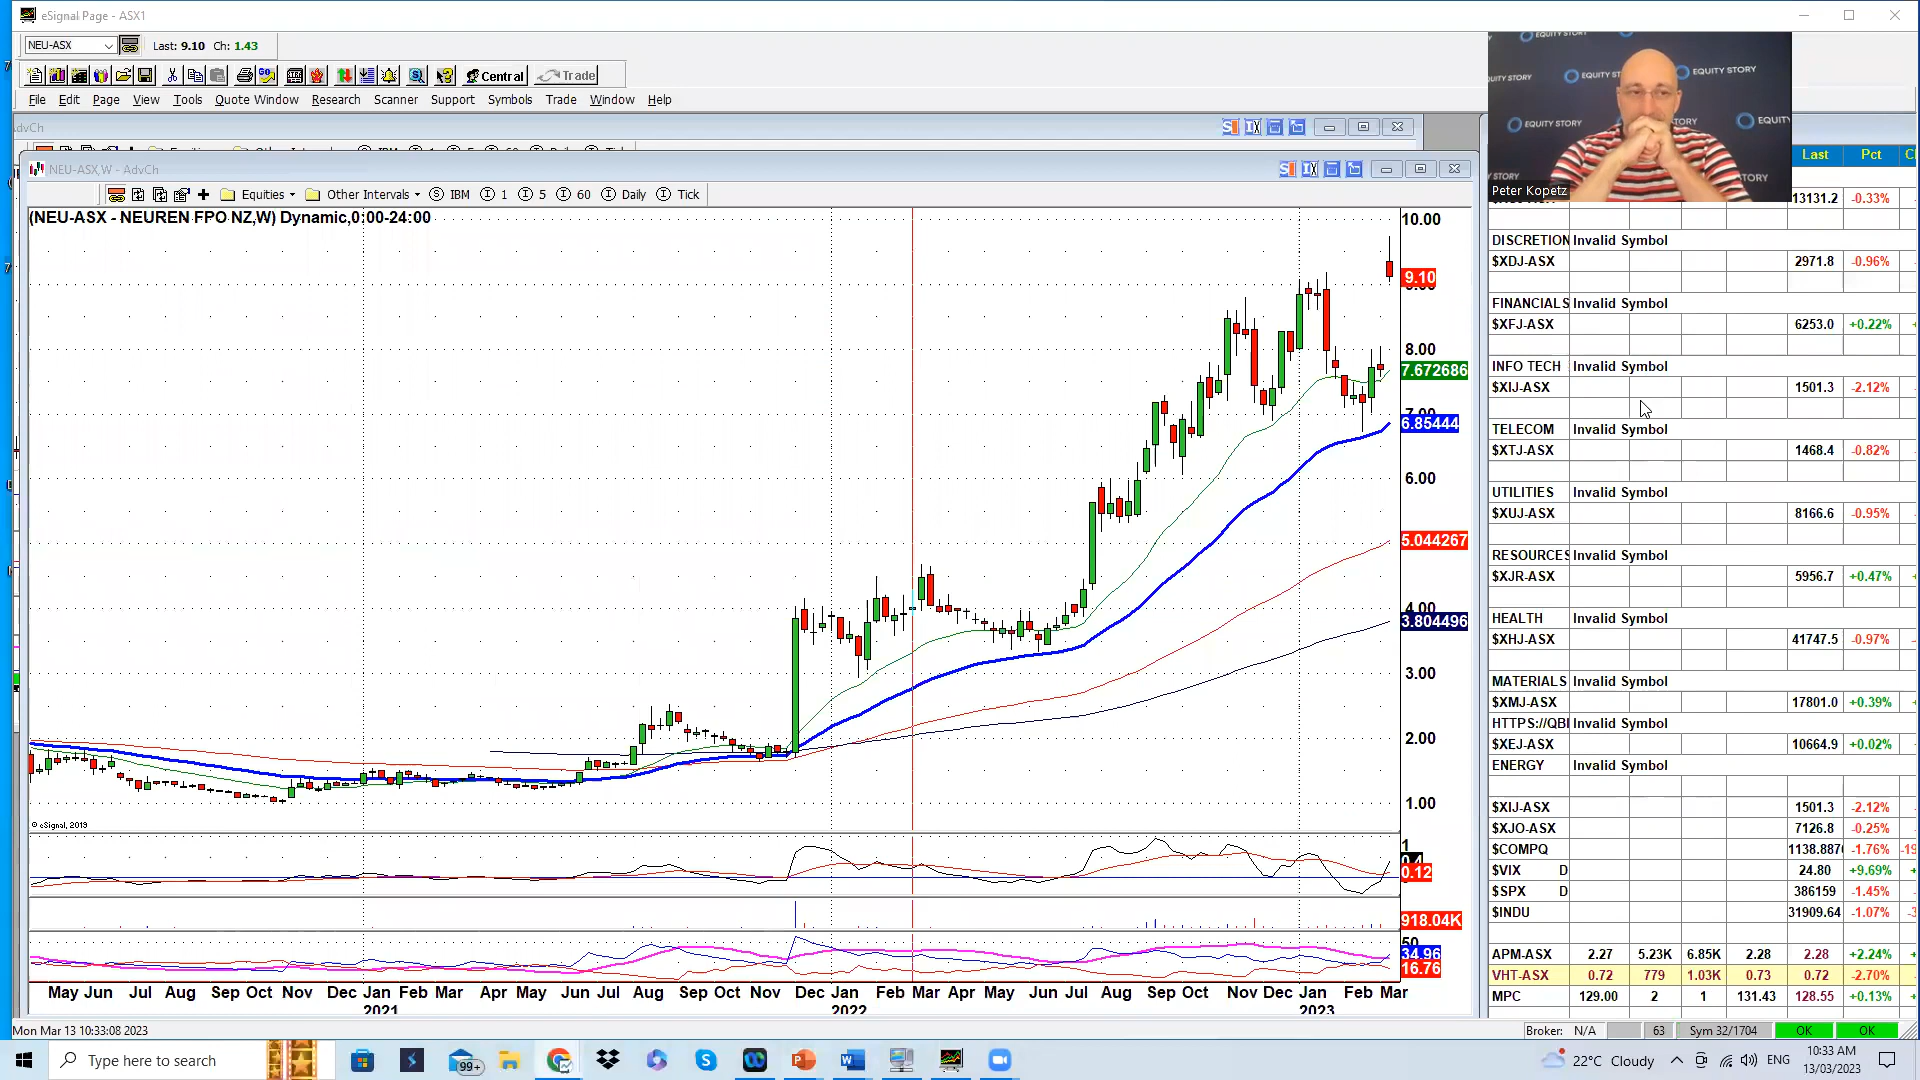 eSignal Page - ASX1
NEU-ASX Last: 9.10 Ch: 1.43
Central Trade
File Edit Page View Tools Quote Window Research Scanner Support Symbols Trade Window Help
NEU-ASX,W - AdvCh
Equities Other Intervals IBM 1 5 60 Daily Tick
(NEU-ASX - NEUREN FPO NZ,W) Dynamic,0:00-24:00
10.00
9.10
8.00
7.672686
7.00
6.85444
6.00
5.044267
4.00
3.804496
3.00
2.00
1.00
© eSignal, 2019
1
0.12
918.04K
50
34.96
16.76
May Jun Jul Aug Sep Oct Nov Dec Jan Feb Mar Apr May Jun Jul Aug Sep Oct Nov Dec Jan Feb Mar Apr May Jun Jul Aug Sep Oct Nov Dec Jan Feb Mar
2021 2022 2023
EQUITY STORY
EQUITY STORY
Peter Kopetz
Last Pct
13131.2 -0.33%
DISCRETION Invalid Symbol
$XDJ-ASX 2971.8 -0.96%
FINANCIALS Invalid Symbol
$XFJ-ASX 6253.0 +0.22%
INFO TECH Invalid Symbol
$XIJ-ASX 1501.3 -2.12%
TELECOM Invalid Symbol
$XTJ-ASX 1468.4 -0.82%
UTILITIES Invalid Symbol
$XUJ-ASX 8166.6 -0.95%
RESOURCES Invalid Symbol
$XJR-ASX 5956.7 +0.47%
HEALTH Invalid Symbol
$XHJ-ASX 41747.5 -0.97%
MATERIALS Invalid Symbol
$XMJ-ASX 17801.0 +0.39%
HTTPS://QBI Invalid Symbol
$XEJ-ASX 10664.9 +0.02%
ENERGY Invalid Symbol
$XIJ-ASX 1501.3 -2.12%
$XJO-ASX 7126.8 -0.25%
$COMPQ 1138.887 -1.76% -19
$VIX D 24.80 +9.69%
$SPX D 386159 -1.45%
$INDU 31909.64 -1.07%
APM-ASX 2.27 5.23K 6.85K 2.28 2.28 +2.24%
VHT-ASX 0.72 779 1.03K 0.73 0.72 -2.70%
MPC 129.00 2 1 131.43 128.55 +0.13%
Mon Mar 13 10:33:08 2023
Broker: N/A 63 Sym 32/1704 OK OK
Type here to search
99+
22°C Cloudy ENG
10:33 AM
13/03/2023